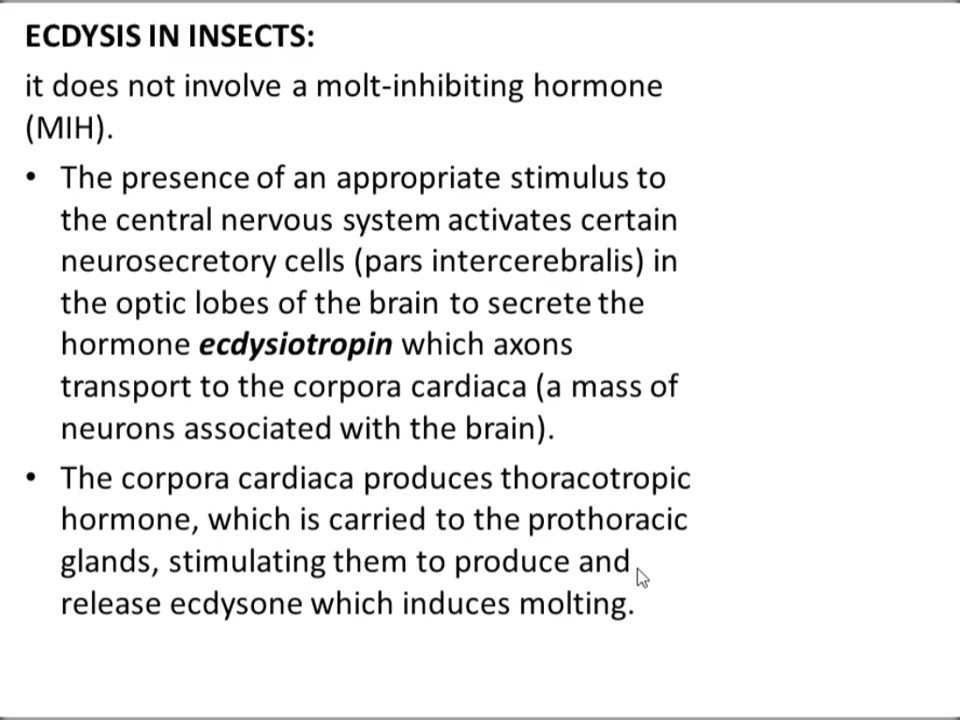 ECDYSIS IN INSECTS:
it does not involve a molt-inhibiting hormone
(MIH).
• The presence of an appropriate stimulus to
the central nervous system activates certain
neurosecretory cells (pars intercerebralis) in
the optic lobes of the brain to secrete the
hormone ecdysiotropin which axons
transport to the corpora cardiaca (a mass of
neurons associated with the brain).
• The corpora cardiaca produces thoracotropic
hormone, which is carried to the prothoracic
glands, stimulating them to produce and
release ecdysone which induces molting.